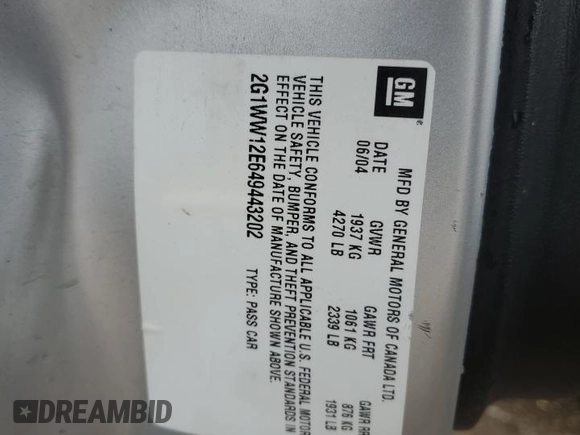 GM
MFD BY GENERAL MOTORS OF CANADA LTD.
DATE GVWR GAWR FRT GAWR RR
06/04 1937 KG 1061 KG 876 KG
4270 LB 2339 LB 1931 LB
THIS VEHICLE CONFORMS TO ALL APPLICABLE U.S. FEDERAL MOTOR
VEHICLE SAFETY, BUMPER, AND THEFT PREVENTION STANDARDS IN
EFFECT ON THE DATE OF MANUFACTURE SHOWN ABOVE.
2G1WW12E649443202 TYPE: PASS CAR
DREAMBID